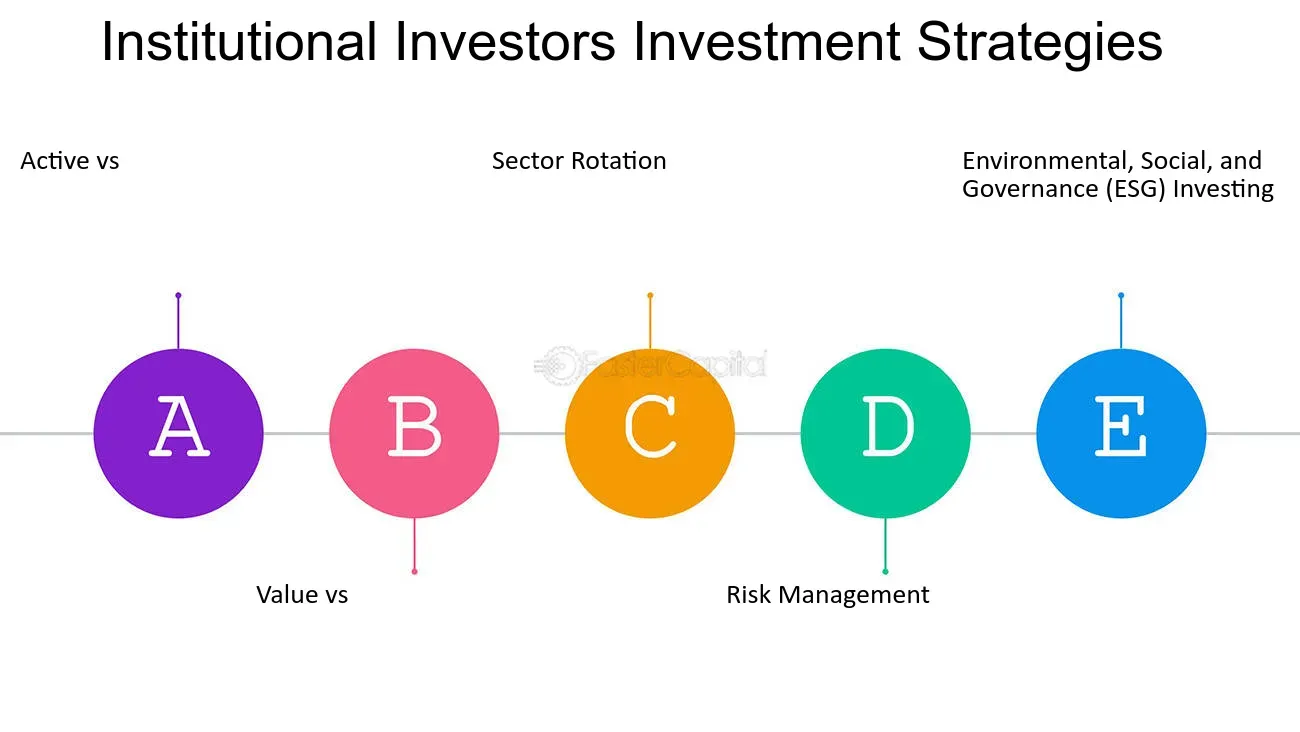 Institutional Investors Investment Strategies
Active vs
Sector Rotation
Environmental, Social, and
Governance (ESG) Investing
FasterCapital
A
B
C
D
E
Value vs
Risk Management